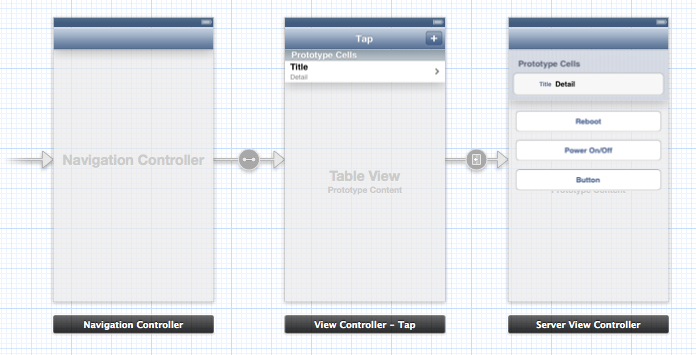 Navigation Controller
Navigation Controller
Tap +
Prototype Cells
Title
Detail
Table View
Prototype Content
View Controller - Tap
Prototype Cells
Title Detail
Reboot
Power On/Off
Button
Prototype Content
Server View Controller